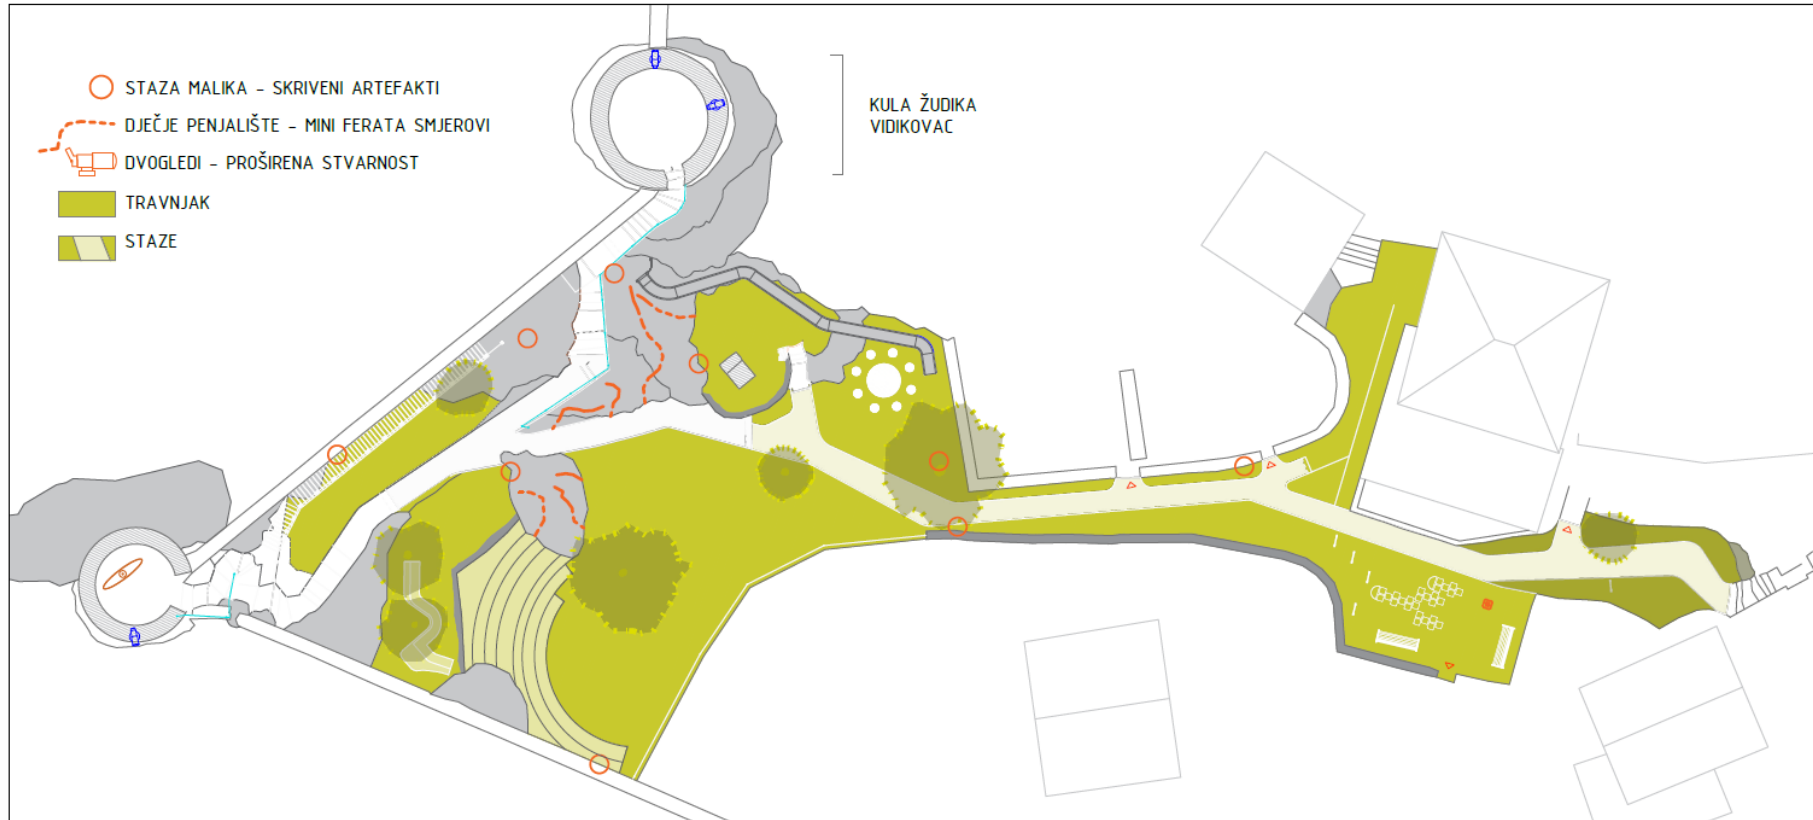 STAZA MALIKA - SKRIVENI ARTEFAKTI
DJEČJE PENJALIŠTE - MINI FERATA SMJEROVI
DVOGLEDI - PROŠIRENA STVARNOST
TRAVNJAK
STAZE
KULA ŽUDIKA
VIDIKOVAC